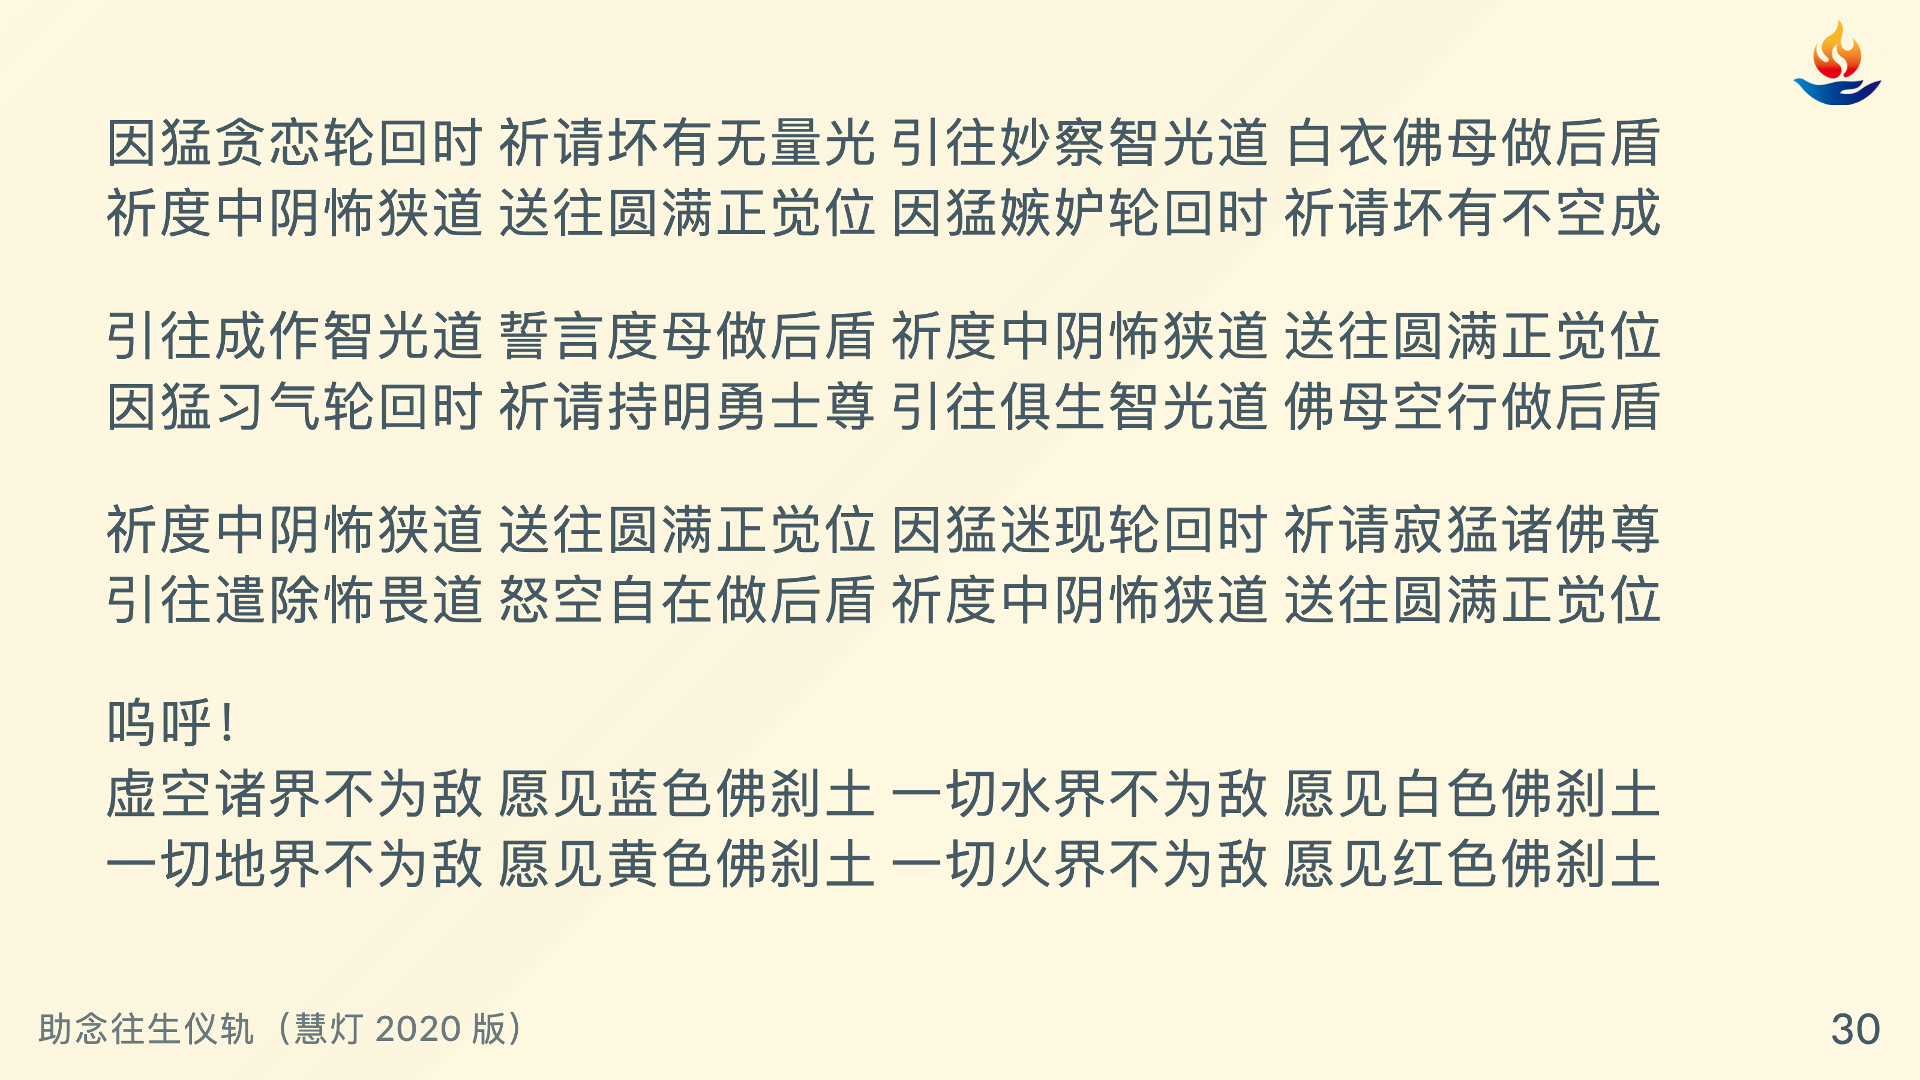 因猛贪恋轮回时 祈请坏有无量光 引往妙察智光道 白衣佛母做后盾
祈度中阴怖狭道 送往圆满正觉位 因猛嫉妒轮回时 祈请坏有不空成
引往成作智光道 誓言度母做后盾 祈度中阴怖狭道 送往圆满正觉位
因猛习气轮回时 祈请持明勇士尊 引往俱生智光道 佛母空行做后盾
祈度中阴怖狭道 送往圆满正觉位 因猛迷现轮回时 祈请寂猛诸佛尊
引往遣除怖畏道 怒空自在做后盾 祈度中阴怖狭道 送往圆满正觉位
呜呼！
虚空诸界不为敌 愿见蓝色佛刹土 一切水界不为敌 愿见白色佛刹土
一切地界不为敌 愿见黄色佛刹土 一切火界不为敌 愿见红色佛刹土
助念往生仪轨（慧灯 2020 版）
30